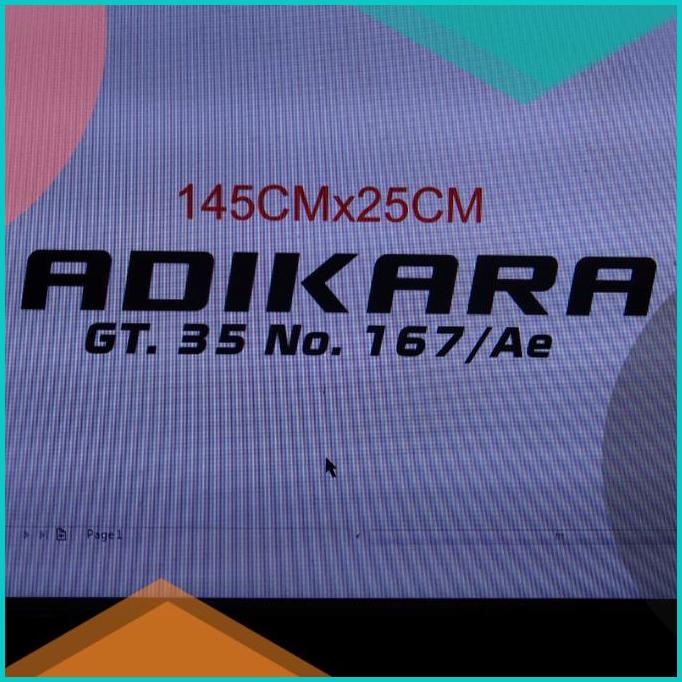 145CMx25CM
ADIKARA
GT. 35 No. 167/Ae
Page 1